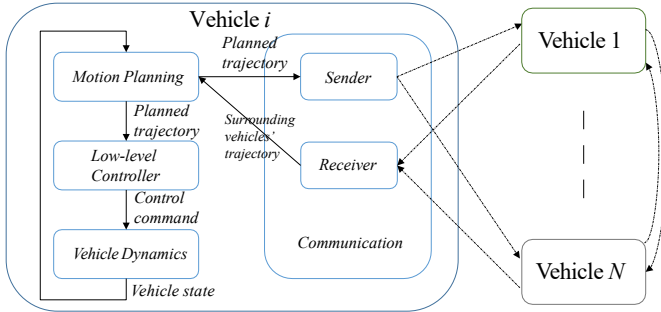 Vehicle i
Planned
trajectory
Motion Planning
Sender
Planned
trajectory
Surrounding
vehicles'
trajectory
Low-level
Controller
Receiver
Control
command
Communication
Vehicle Dynamics
Vehicle state
Vehicle 1
Vehicle N